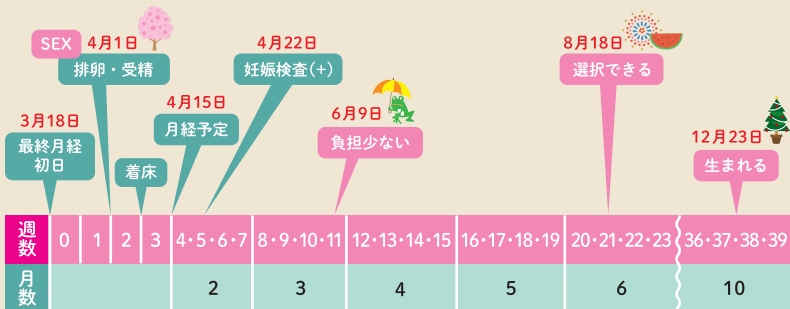 SEX
4月1日
排卵・受精
4月22日
妊娠検査(+)
8月18日
選択できる
3月18日
最終月経
初日
4月15日
月経予定
着床
6月9日
負担少ない
12月23日
生まれる
週数 0 1 2 3 4・5・6・7 8・9・10・11 12・13・14・15 16・17・18・19 20・21・22・23 36・37・38・39
月数 2 3 4 5 6 10